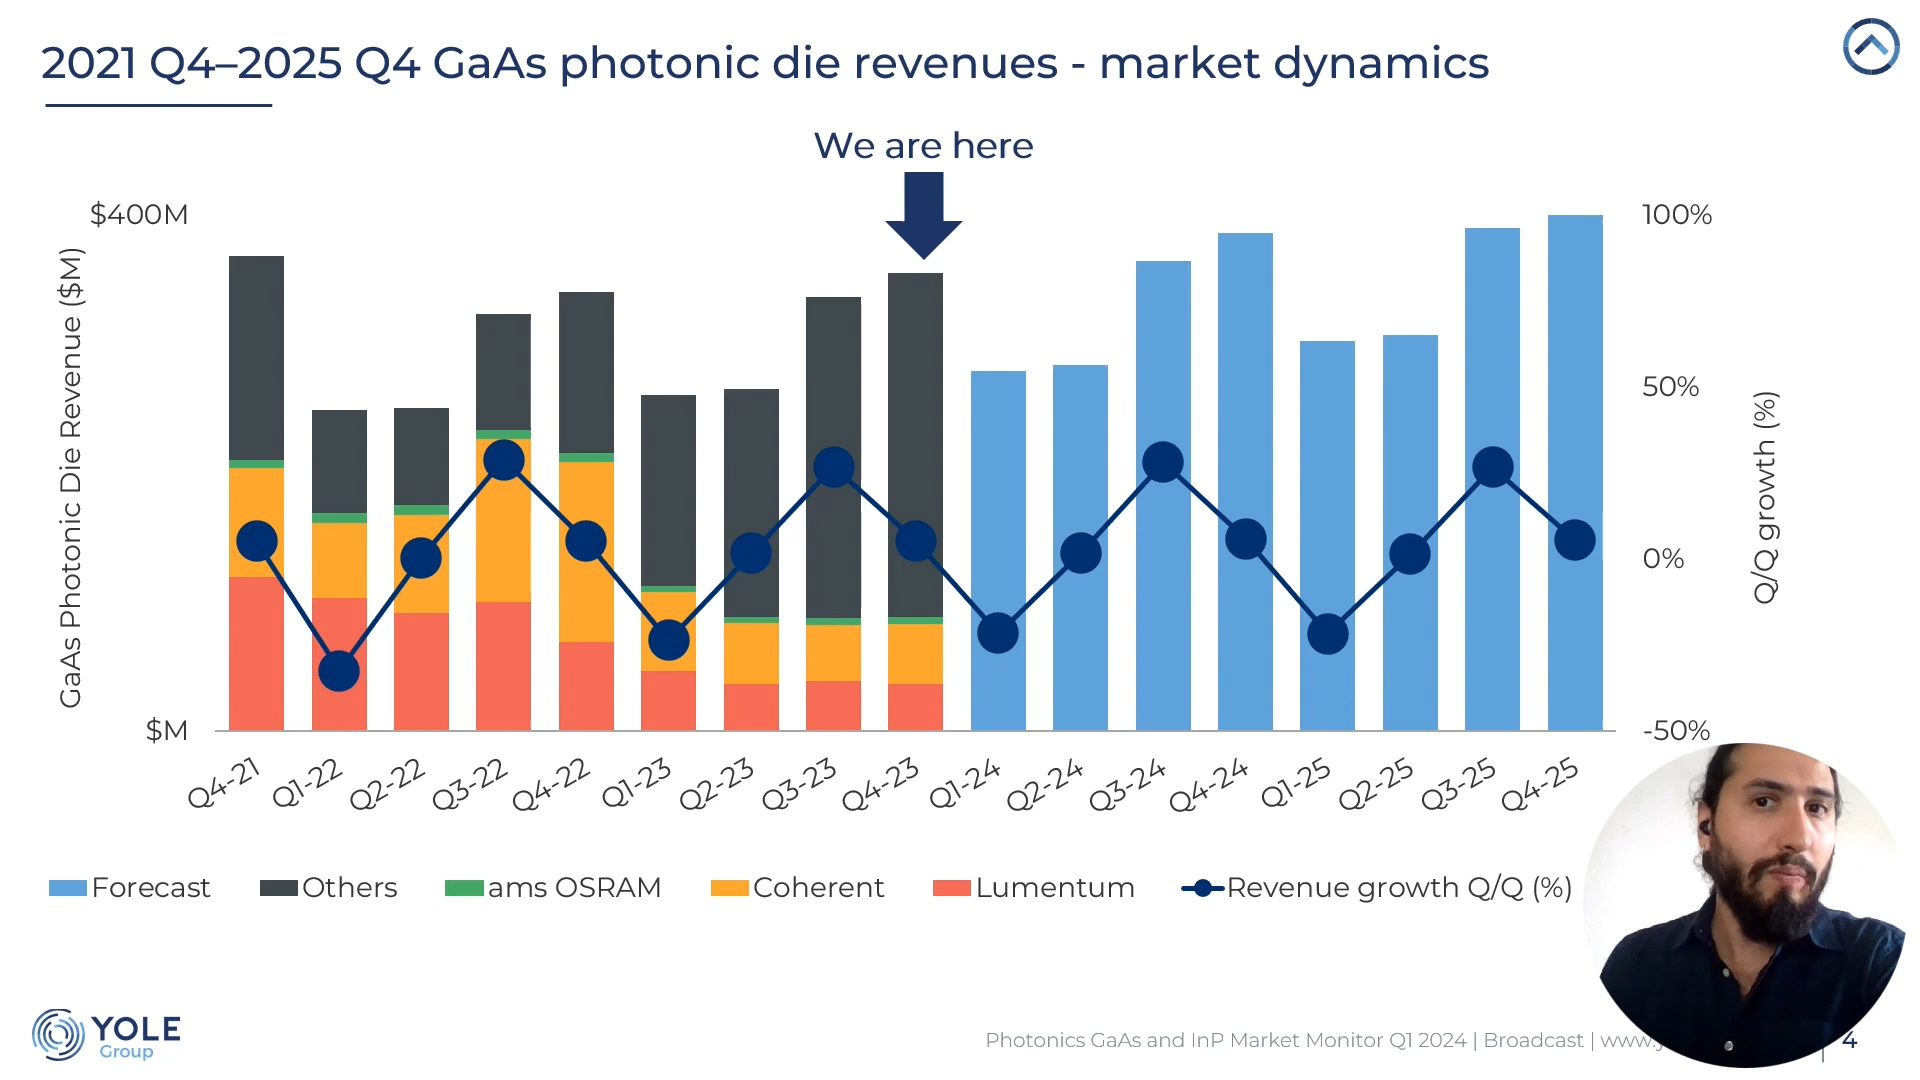 2021 Q4–2025 Q4 GaAs photonic die revenues - market dynamics
We are here
$400M
$M
GaAs Photonic Die Revenue ($M)
100%
50%
0%
-50%
Q/Q growth (%)
Q4-21 Q1-22 Q2-22 Q3-22 Q4-22 Q1-23 Q2-23 Q3-23 Q4-23 Q1-24 Q2-24 Q3-24 Q4-24 Q1-25 Q2-25 Q3-25 Q4-25
Forecast Others ams OSRAM Coherent Lumentum Revenue growth Q/Q (%)
YOLE
Group
Photonics GaAs and InP Market Monitor Q1 2024 | Broadcast | | 4